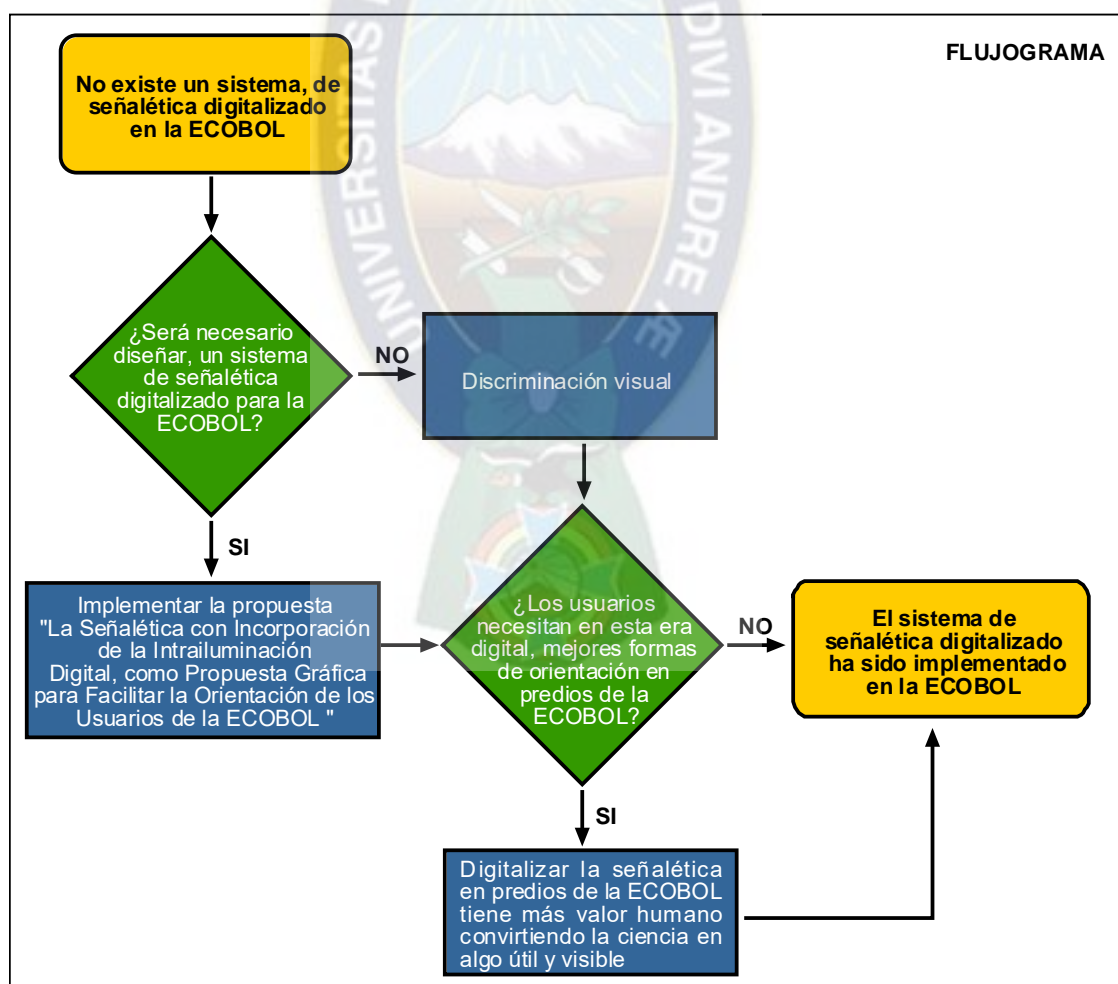 FLUJOGRAMA
No existe un sistema, de
señalética digitalizado
en la ECOBOL
¿Será necesario
diseñar, un sistema
de señalética
digitalizado para la
ECOBOL?
NO
Discriminación visual
SI
Implementar la propuesta
"La Señalética con Incorporación
de la Intrailuminación
Digital, como Propuesta Gráfica
para Facilitar la Orientación de los
Usuarios de la ECOBOL "
¿Los usuarios
necesitan en esta era
digital, mejores formas
de orientación en
predios de la
ECOBOL?
NO
El sistema de
señalética digitalizado
ha sido implementado
en la ECOBOL
SI
Digitalizar la señalética
en predios de la ECOBOL
tiene más valor humano
convirtiendo la ciencia en
algo útil y visible
UNIVERSITAS
DIVI ANDRE Æ